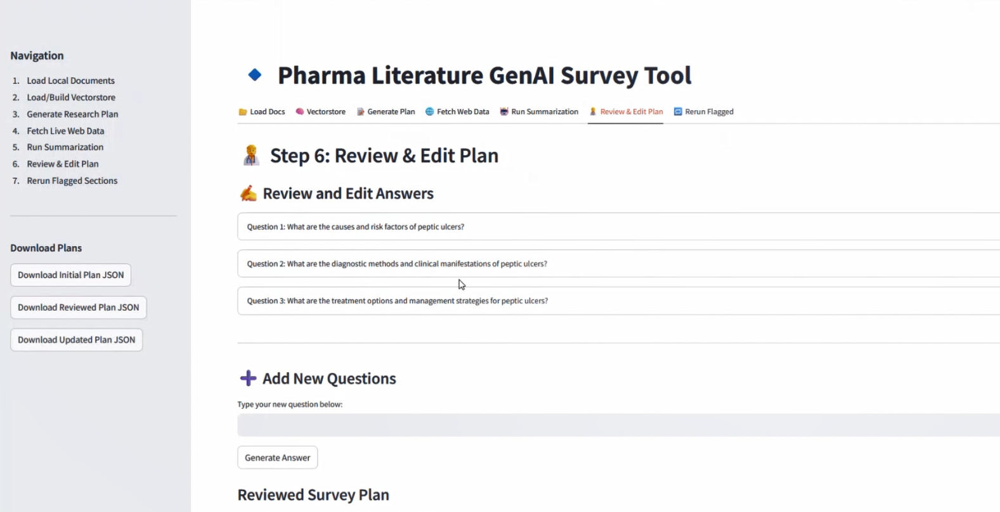 Navigation
1. Load Local Documents
2. Load/Build Vectorstore
3. Generate Research Plan
4. Fetch Live Web Data
5. Run Summarization
6. Review & Edit Plan
7. Rerun Flagged Sections
Download Plans
Download Initial Plan JSON
Download Reviewed Plan JSON
Download Updated Plan JSON
Pharma Literature GenAI Survey Tool
Load Docs Vectorstore Generate Plan Fetch Web Data Run Summarization Review & Edit Plan Rerun Flagged
Step 6: Review & Edit Plan
Review and Edit Answers
Question 1: What are the causes and risk factors of peptic ulcers?
Question 2: What are the diagnostic methods and clinical manifestations of peptic ulcers?
Question 3: What are the treatment options and management strategies for peptic ulcers?
Add New Questions
Type your new question below:
Generate Answer
Reviewed Survey Plan